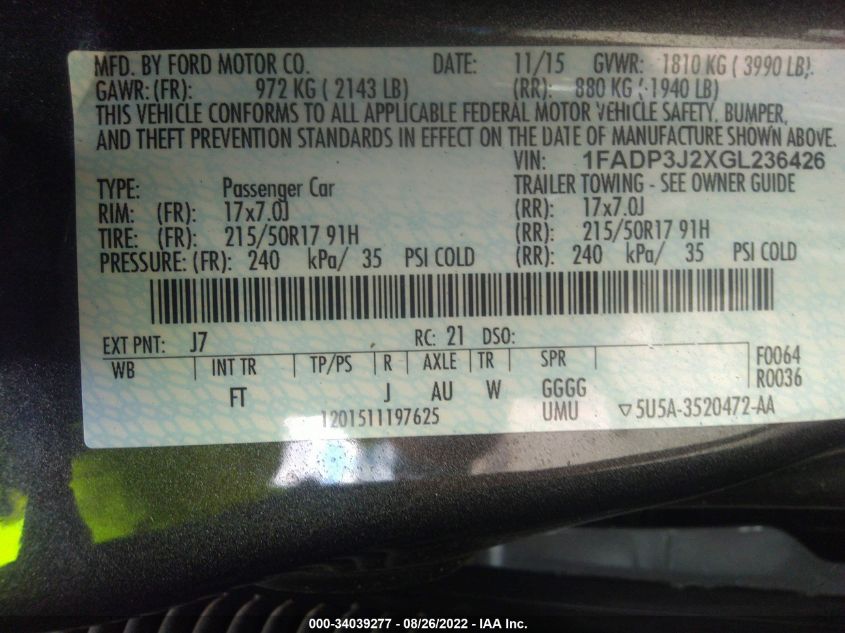 MFD. BY FORD MOTOR CO. DATE: 11/15 GVWR: 1810 KG ( 3990 LB).
GAWR: (FR): 972 KG ( 2143 LB) (RR): 880 KG ( 1940 LB)
THIS VEHICLE CONFORMS TO ALL APPLICABLE FEDERAL MOTOR VEHICLE SAFETY, BUMPER,
AND THEFT PREVENTION STANDARDS IN EFFECT ON THE DATE OF MANUFACTURE SHOWN ABOVE.
VIN: 1FADP3J2XGL236426
TYPE: Passenger Car TRAILER TOWING - SEE OWNER GUIDE
RIM: (FR): 17x7.0J (RR): 17x7.0J
TIRE: (FR): 215/50R17 91H (RR): 215/50R17 91H
PRESSURE: (FR): 240 kPa/ 35 PSI COLD (RR): 240 kPa/ 35 PSI COLD
EXT PNT: J7 RC: 21 DSO:
WB INT TR TP/PS R AXLE TR SPR F0064
R0036
FT J AU W GGGG
1201511197625 UMU ▽5U5A-3520472-AA
000-34039277 - 08/26/2022 - IAA Inc.